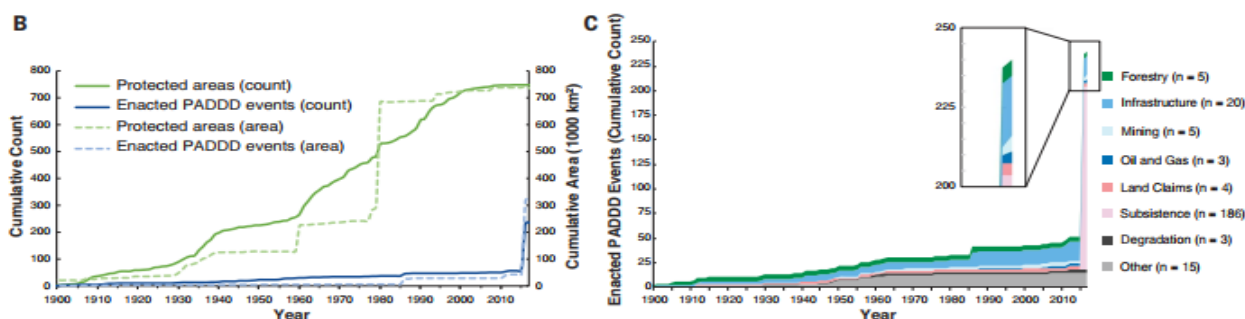 B
Cumulative Count
800
700
600
500
400
300
200
100
0
Protected areas (count)
Enacted PADDD events (count)
Protected areas (area)
Enacted PADDD events (area)
800
700
600
500
400
300
200
100
0
Cumulative Area (1000 km²)
1900 1910 1920 1930 1940 1950 1960 1970 1980 1990 2000 2010
Year
C
Enacted PADDD Events (Cumulative Count)
250
225
200
175
150
125
100
75
50
25
0
250
225
200
1900 1910 1920 1930 1940 1950 1960 1970 1980 1990 2000 2010
Year
Forestry (n = 5)
Infrastructure (n = 20)
Mining (n = 5)
Oil and Gas (n = 3)
Land Claims (n = 4)
Subsistence (n = 186)
Degradation (n = 3)
Other (n = 15)